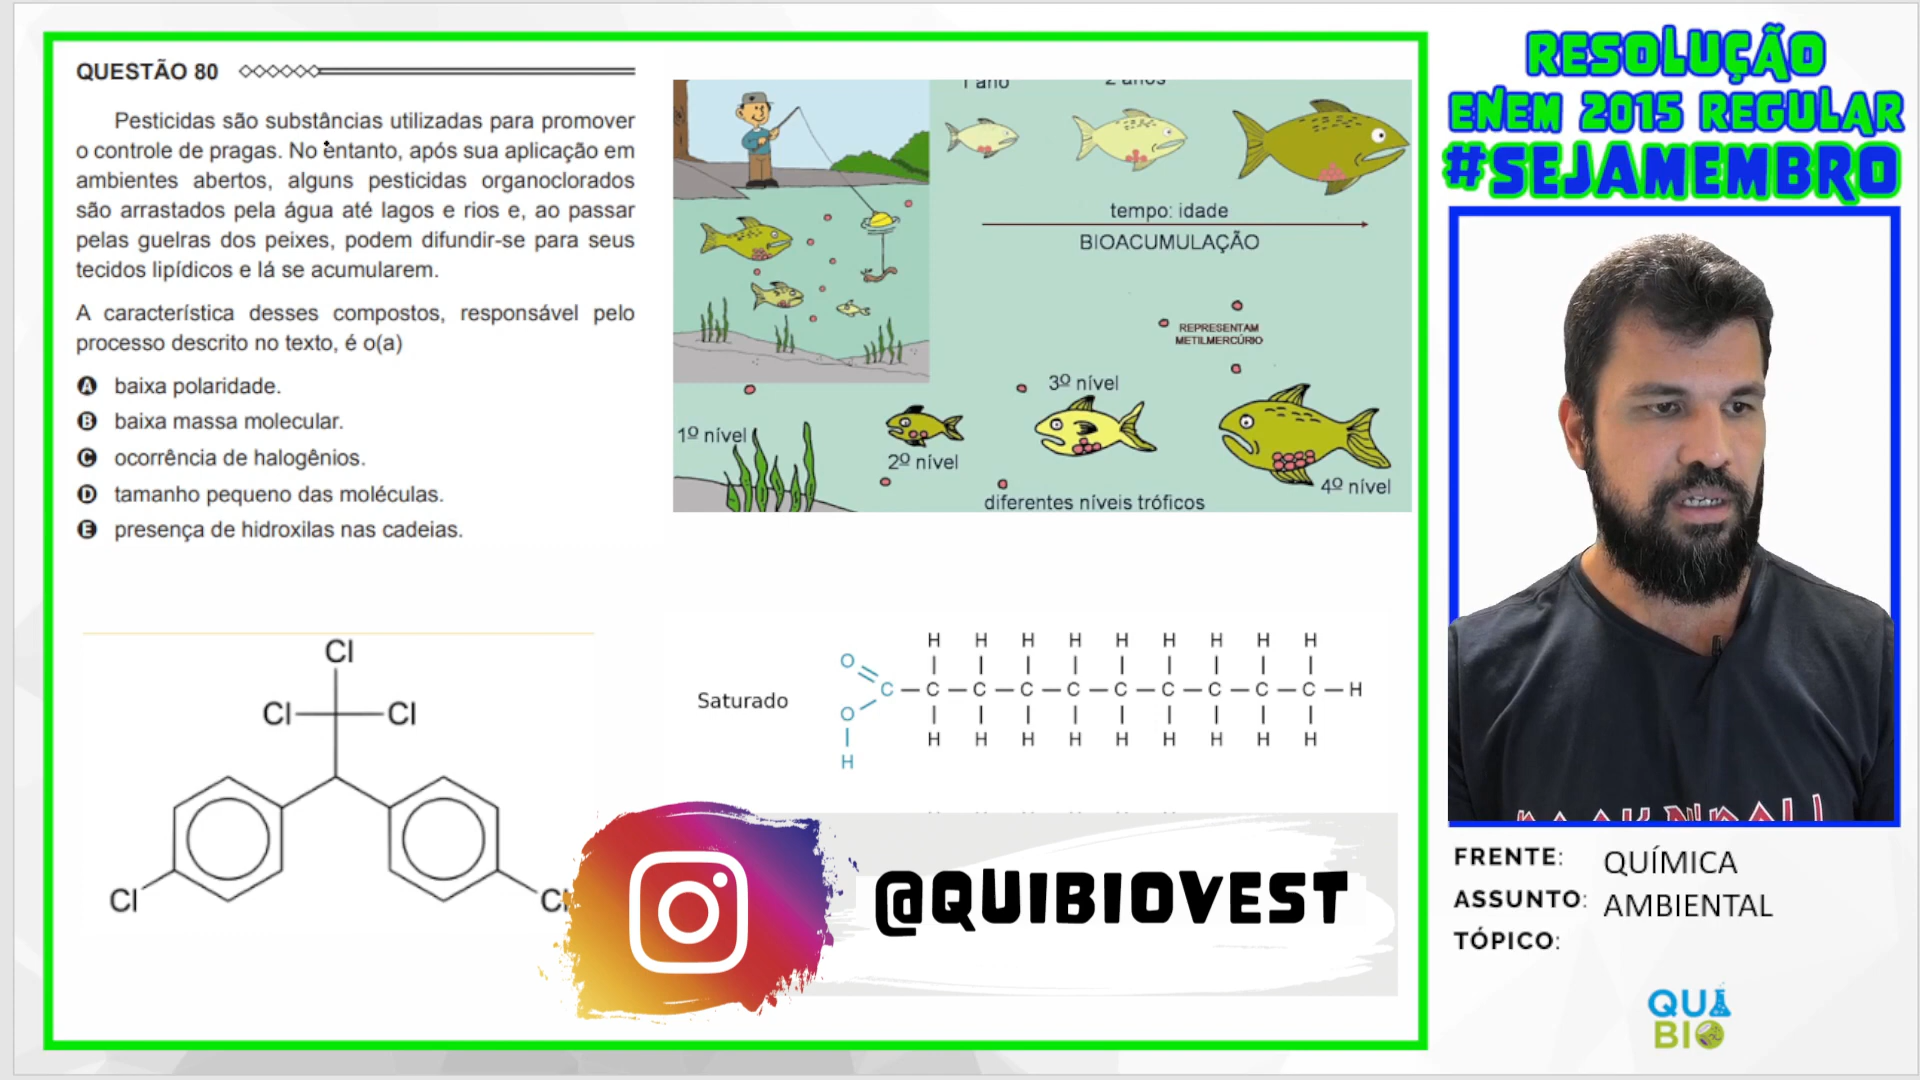 QUESTÃO 80
Pesticidas são substâncias utilizadas para promover
o controle de pragas. No entanto, após sua aplicação em
ambientes abertos, alguns pesticidas organoclorados
são arrastados pela água até lagos e rios e, ao passar
pelas guelras dos peixes, podem difundir-se para seus
tecidos lipídicos e lá se acumularem.
A característica desses compostos, responsável pelo
processo descrito no texto, é o(a)
A baixa polaridade.
B baixa massa molecular.
C ocorrência de halogênios.
D tamanho pequeno das moléculas.
E presença de hidroxilas nas cadeias.
1 ano 2 anos
tempo: idade
BIOACUMULAÇÃO
REPRESENTAM
METILMERCÚRIO
1º nível
2º nível
3º nível
4º nível
diferentes níveis tróficos
Cl
Cl Cl
Cl Cl
Saturado
H H H H H H H H H
O
C — C — C — C — C — C — C — C — C — C — H
O
H H H H H H H H H
H
@QUIBIOVEST
RESOLUÇÃO
ENEM 2015 REGULAR
#SEJAMEMBRO
FRENTE: QUÍMICA
ASSUNTO: AMBIENTAL
TÓPICO:
QUI
BIO